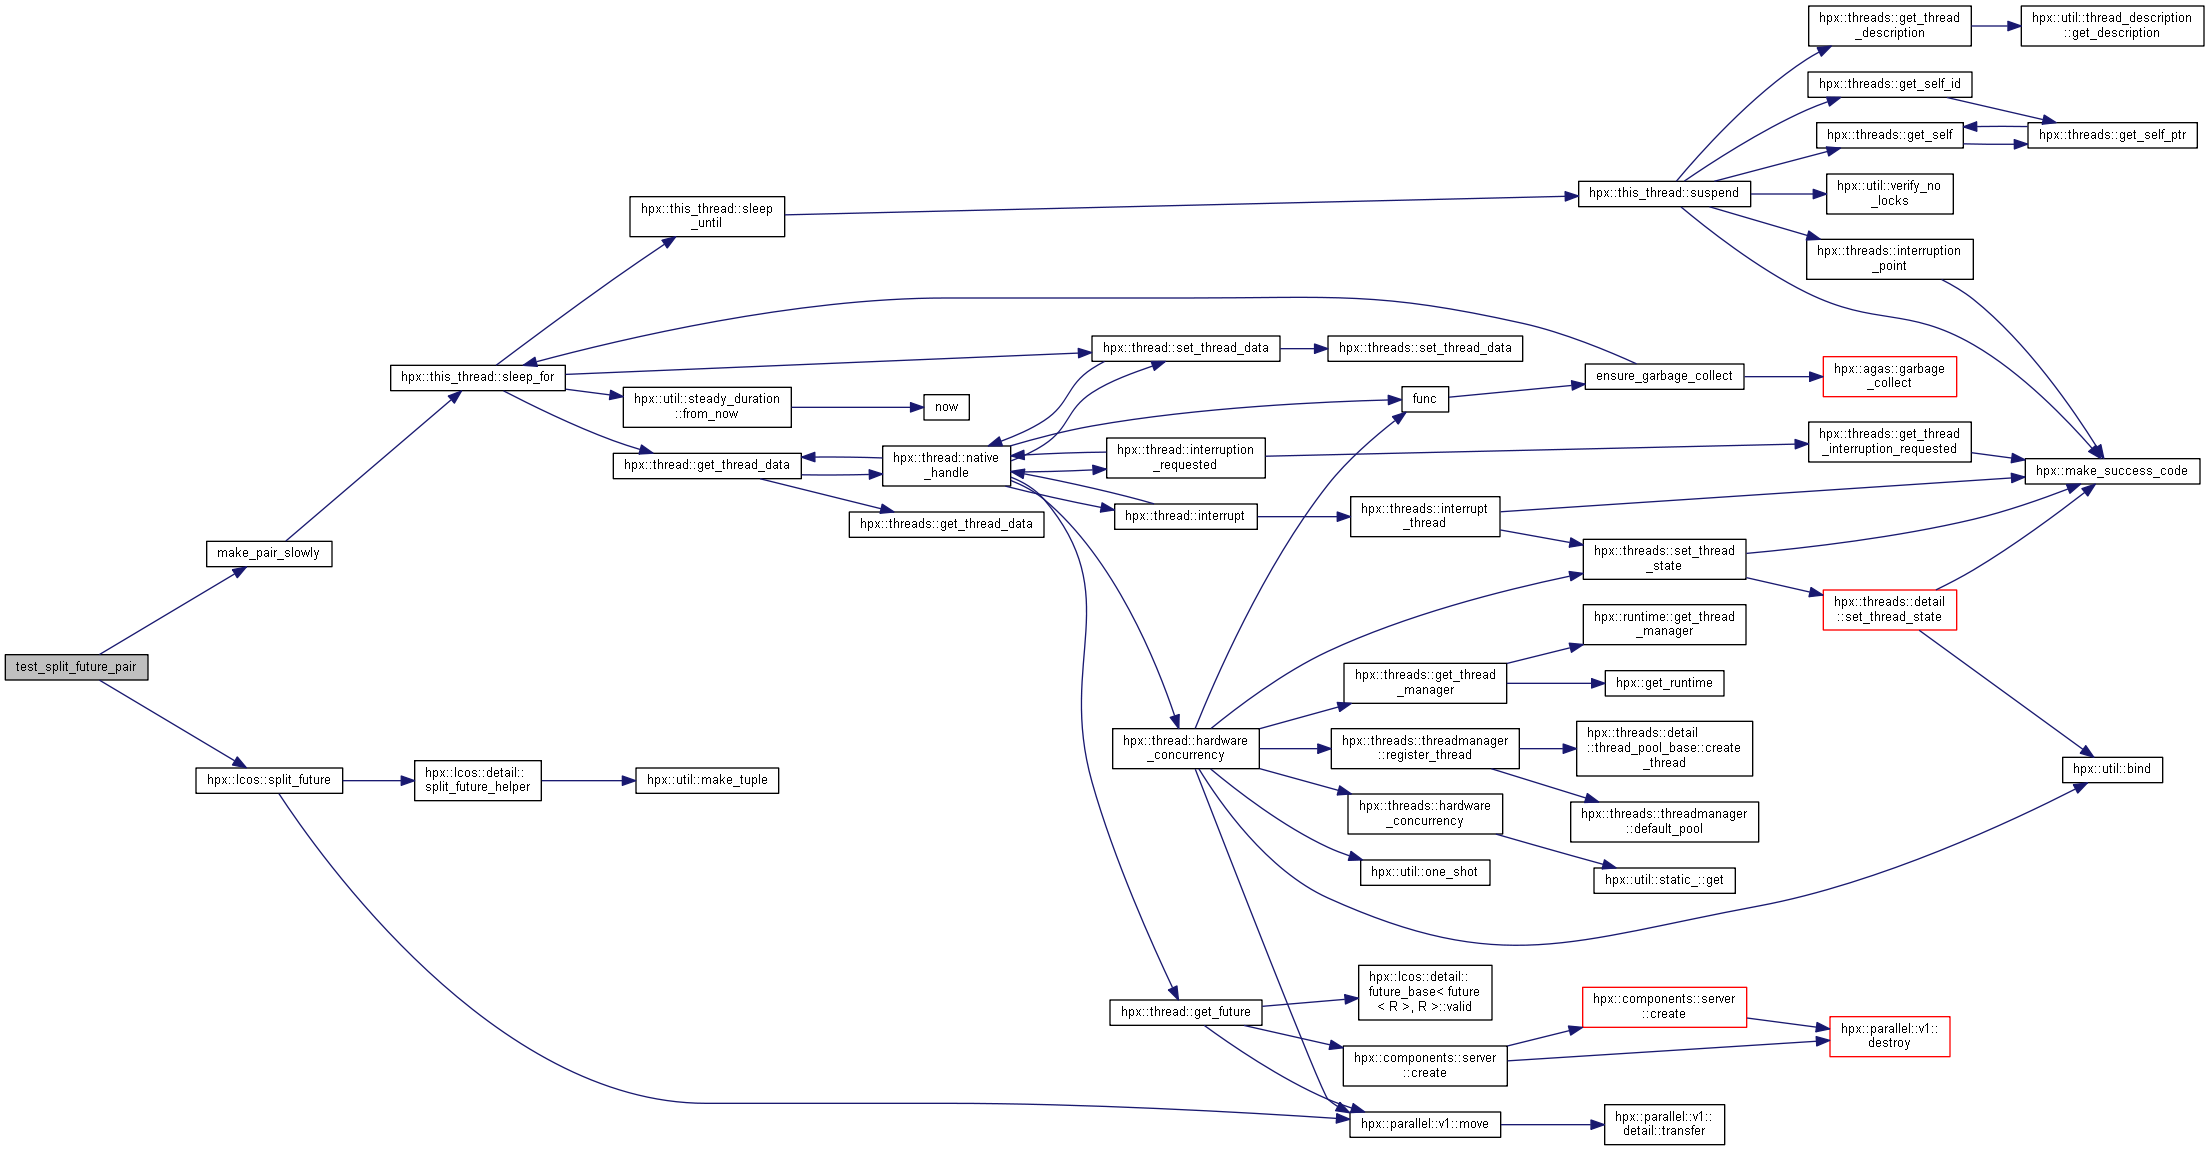 test_split_future_pair
make_pair_slowly
hpx::lcos::split_future
hpx::this_thread::sleep_for
hpx::lcos::detail::
split_future_helper
hpx::this_thread::sleep
_until
hpx::util::steady_duration
::from_now
hpx::thread::get_thread_data
hpx::util::make_tuple
now
hpx::thread::native
_handle
hpx::threads::get_thread_data
hpx::thread::set_thread_data
hpx::thread::interruption
_requested
hpx::thread::interrupt
hpx::thread::hardware
_concurrency
hpx::thread::get_future
hpx::threads::set_thread_data
func
hpx::threads::interrupt
_thread
hpx::threads::get_thread
_manager
hpx::threads::threadmanager
::register_thread
hpx::threads::hardware
_concurrency
hpx::util::one_shot
hpx::lcos::detail::
future_base< future
< R >, R >::valid
hpx::components::server
::create
hpx::parallel::v1::move
hpx::this_thread::suspend
ensure_garbage_collect
hpx::threads::set_thread
_state
hpx::runtime::get_thread
_manager
hpx::get_runtime
hpx::threads::detail
::thread_pool_base::create
_thread
hpx::threads::threadmanager
::default_pool
hpx::util::static_::get
hpx::components::server
::create
hpx::parallel::v1::
detail::transfer
hpx::threads::get_thread
_description
hpx::threads::get_self_id
hpx::threads::get_self
hpx::util::verify_no
_locks
hpx::threads::interruption
_point
hpx::agas::garbage
_collect
hpx::threads::get_thread
_interruption_requested
hpx::threads::detail
::set_thread_state
hpx::parallel::v1::
destroy
hpx::util::thread_description
::get_description
hpx::threads::get_self_ptr
hpx::make_success_code
hpx::util::bind